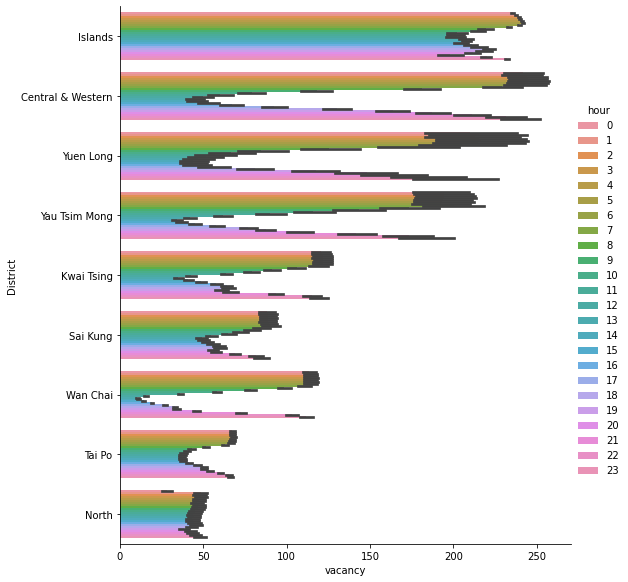 Islands
Central & Western
Yuen Long
Yau Tsim Mong
Kwai Tsing
Sai Kung
Wan Chai
Tai Po
North
District
0
50
100
150
200
250
vacancy
hour
0
1
2
3
4
5
6
7
8
9
10
11
12
13
14
15
16
17
18
19
20
21
22
23